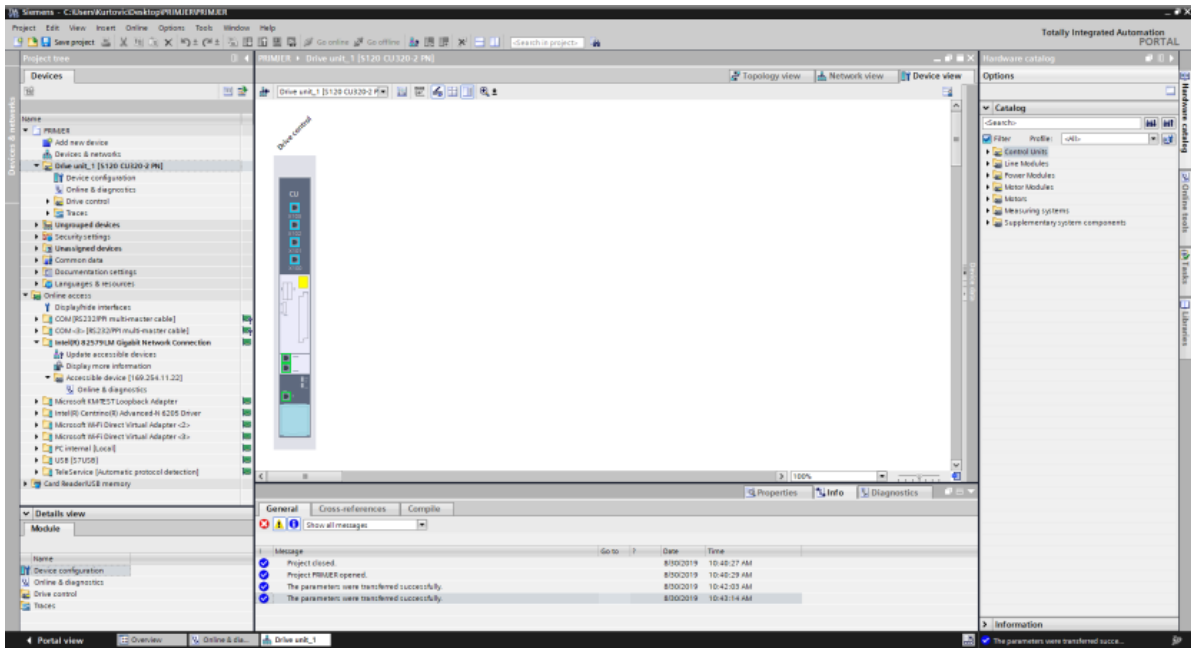 Siemens - C:\Users\Kurtovic\Desktop\PRIMJER\PRIMJER
Project Edit View Insert Online Options Tools Window Help
Totally Integrated Automation
PORTAL
Save project
Go online
Go offline
<Search in project>
Project tree
PRIMJER
Drive unit_1 [S120 CU320-2 PN]
Hardware catalog
Devices
Topology view
Network view
Device view
Options
Drive unit_1 [S120 CU320-2 P
Name
PRIMJER
Add new device
Devices & networks
Drive unit_1 [S120 CU320-2 PN]
Device configuration
Online & diagnostics
Drive control
Traces
Ungrouped devices
Security settings
Unassigned devices
Common data
Documentation settings
Languages & resources
Online access
Display/hide interfaces
COM [RS232/PPI multi-master cable]
COM <3> [RS232/PPI multi-master cable]
Intel(R) 82579LM Gigabit Network Connection
Update accessible devices
Display more information
Accessible device [169.254.11.22]
Online & diagnostics
Microsoft KM-TEST Loopback Adapter
Intel(R) Centrino(R) Advanced-N 6205 Driver
Microsoft Wi-Fi Direct Virtual Adapter <2>
Microsoft Wi-Fi Direct Virtual Adapter <3>
PC internal [Local]
USB [S7USB]
TeleService [Automatic protocol detection]
Card Reader/USB memory
Devices & networks
Drive control
CU
100%
Catalog
<Search>
Filter Profile: <All>
Control Units
Line Modules
Power Modules
Motor Modules
Motors
Measuring systems
Supplementary system components
Hardware catalog
Online tools
Tasks
Libraries
Properties
Info
Diagnostics
General
Cross-references
Compile
Show all messages
! Message Go to ? Date Time
Project closed. 8/30/2019 10:40:27 AM
Project PRIMJER opened. 8/30/2019 10:40:29 AM
The parameters were transferred successfully. 8/30/2019 10:42:03 AM
The parameters were transferred successfully. 8/30/2019 10:43:14 AM
Details view
Module
Name
Device configuration
Online & diagnostics
Drive control
Traces
Information
Portal view
Overview
Online & dia...
Drive unit_1
The parameters were transferred succe...